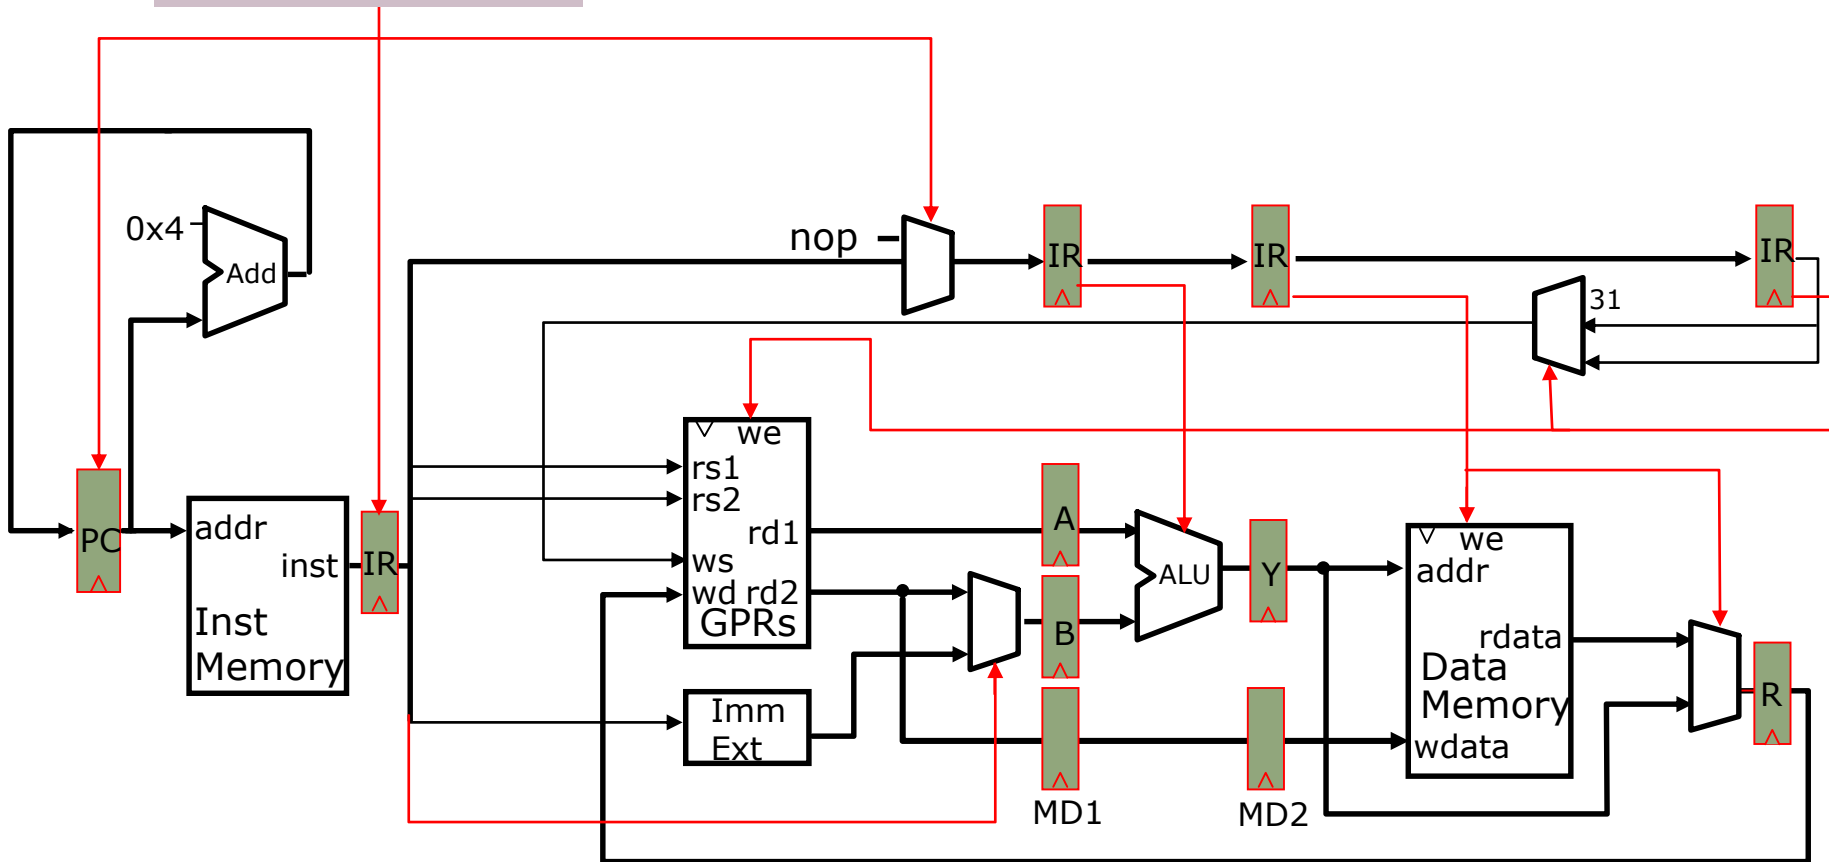 nop
IR
IR
IR
0x4
Add
31
we
rs1
rs2
rd1
ws
wd rd2
GPRs
A
ALU
B
Y
PC
addr
inst
IR
Inst
Memory
we
addr
rdata
Data
Memory
wdata
R
Imm
Ext
MD1
MD2